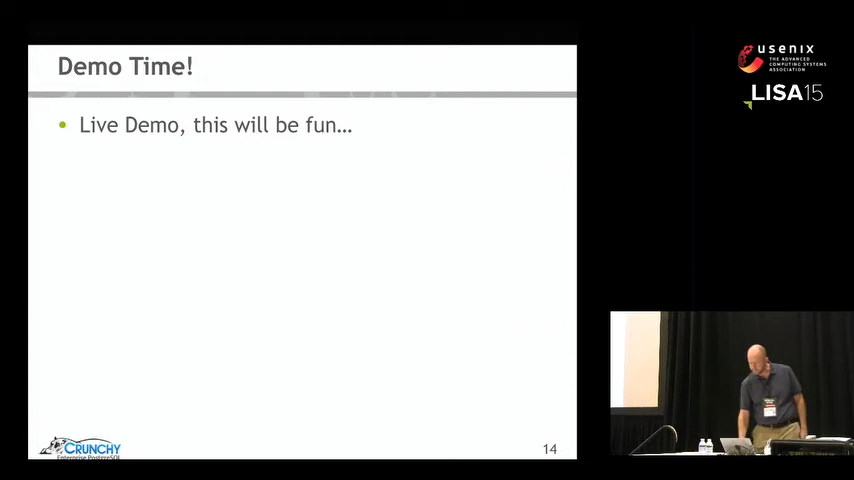 Demo Time!
• Live Demo, this will be fun…
CRUNCHY
Enterprise PostgreSQL
14
usenix
THE ADVANCED
COMPUTING SYSTEMS
ASSOCIATION
LISA15